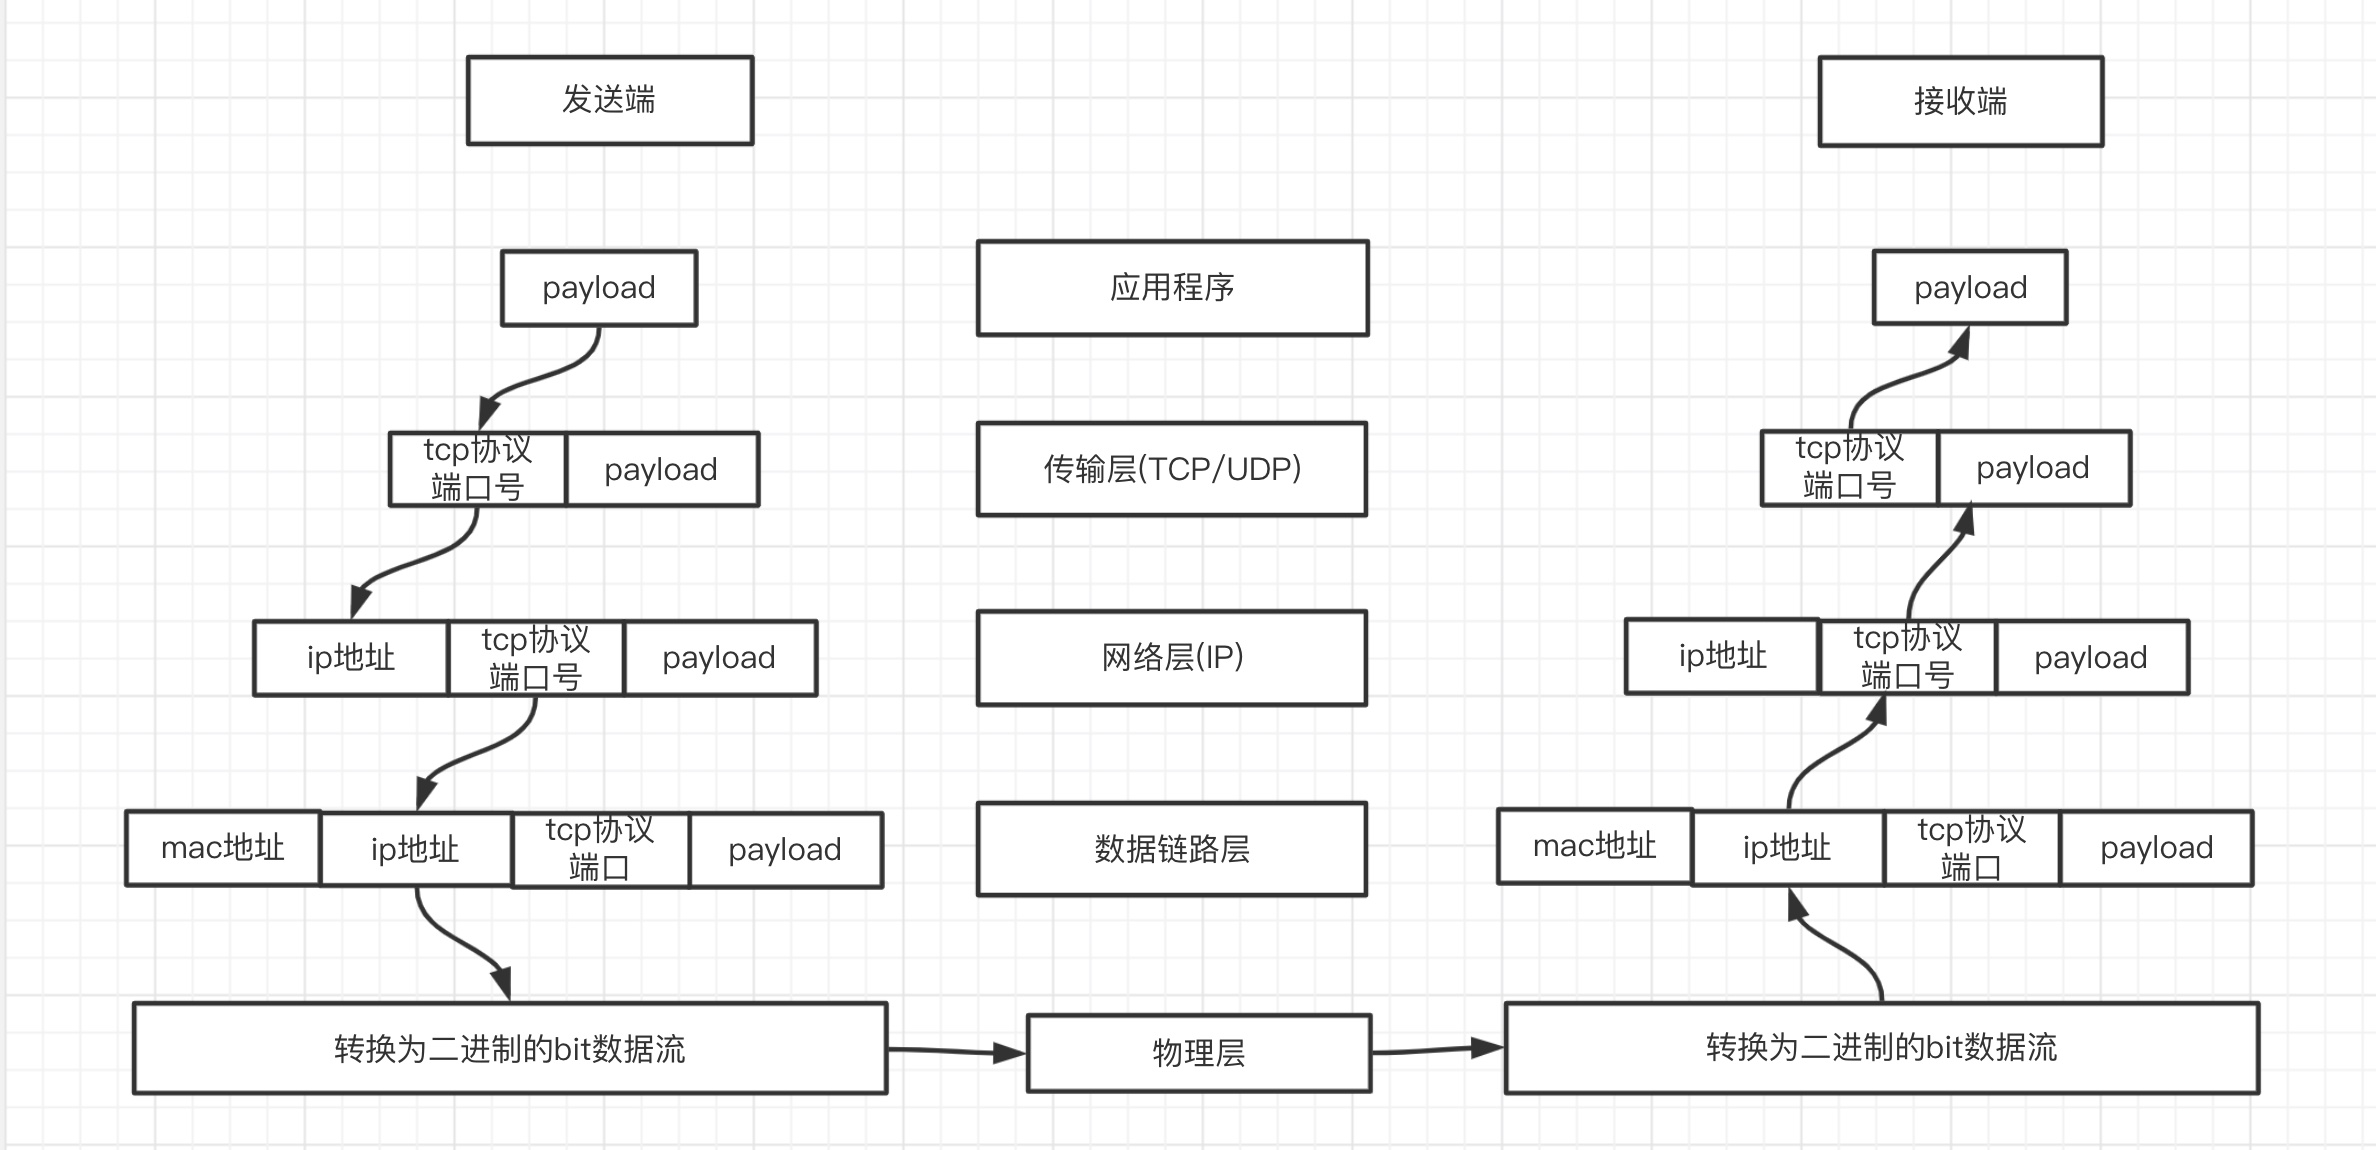 发送端
接收端
payload
应用程序
payload
tcp协议
端口号
payload
传输层(TCP/UDP)
tcp协议
端口号
payload
ip地址
tcp协议
端口号
payload
网络层(IP)
ip地址
tcp协议
端口号
payload
mac地址
ip地址
tcp协议
端口
payload
数据链路层
mac地址
ip地址
tcp协议
端口
payload
转换为二进制的bit数据流
物理层
转换为二进制的bit数据流